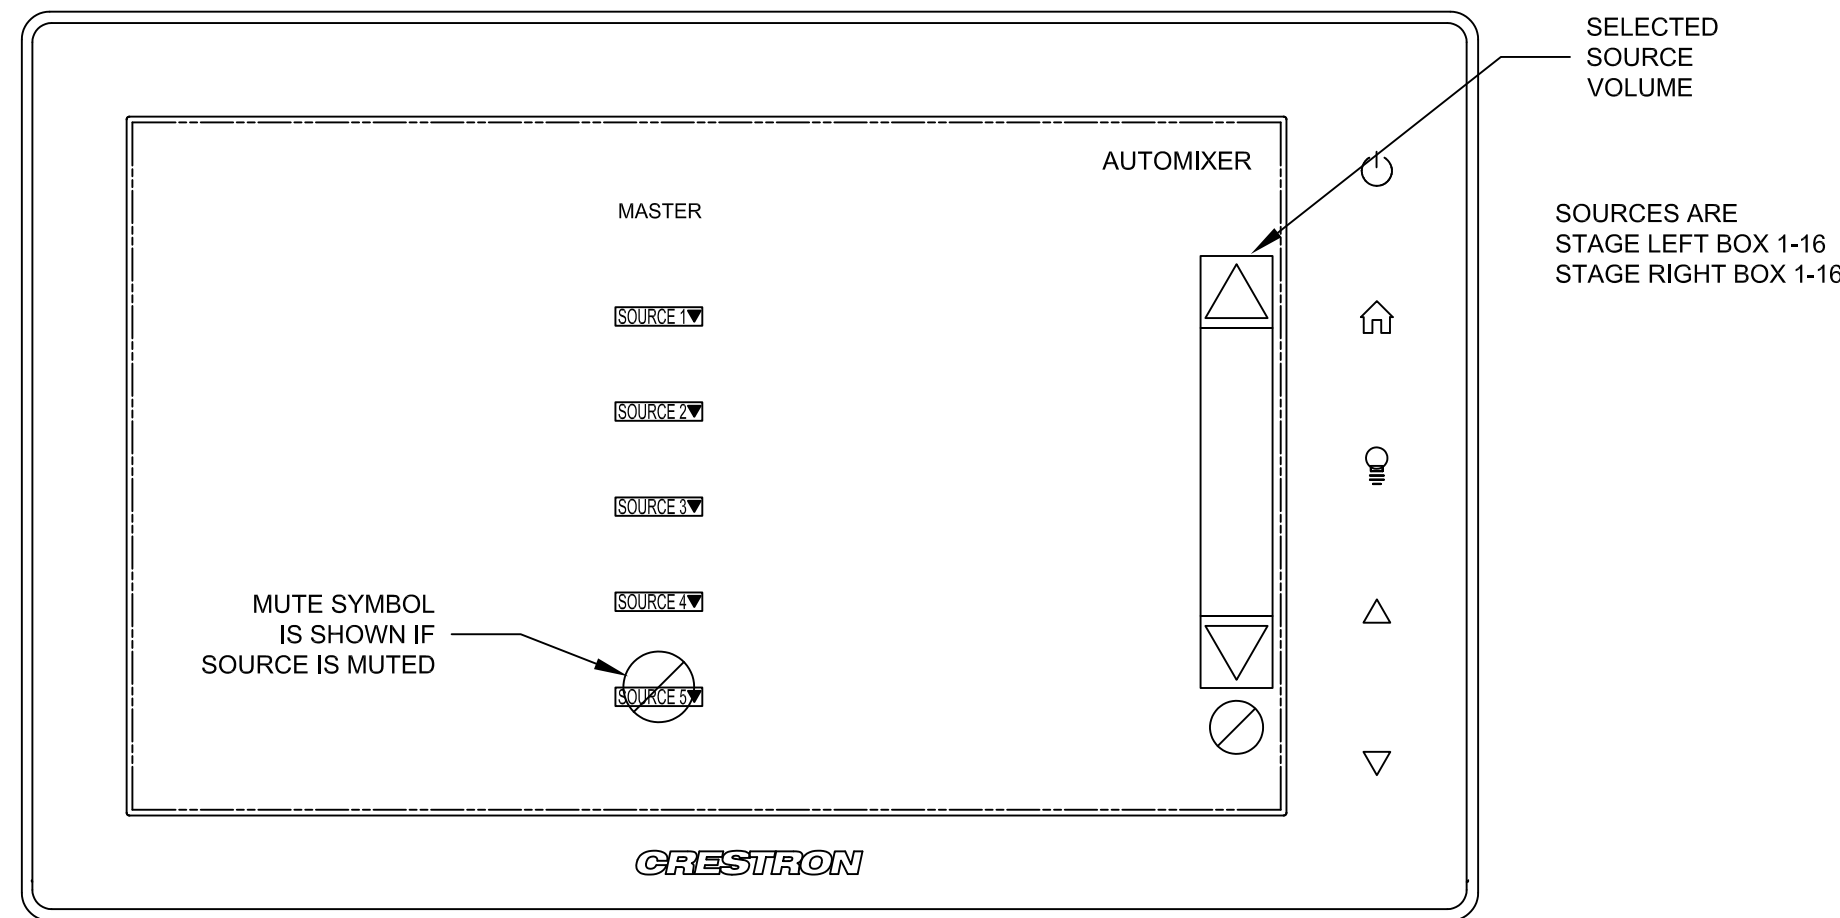 SELECTED
SOURCE
VOLUME
AUTOMIXER
MASTER
SOURCES ARE
STAGE LEFT BOX 1-16
STAGE RIGHT BOX 1-16
SOURCE 1
SOURCE 2
SOURCE 3
SOURCE 4
MUTE SYMBOL
IS SHOWN IF
SOURCE IS MUTED
SOURCE 5
CRESTRON